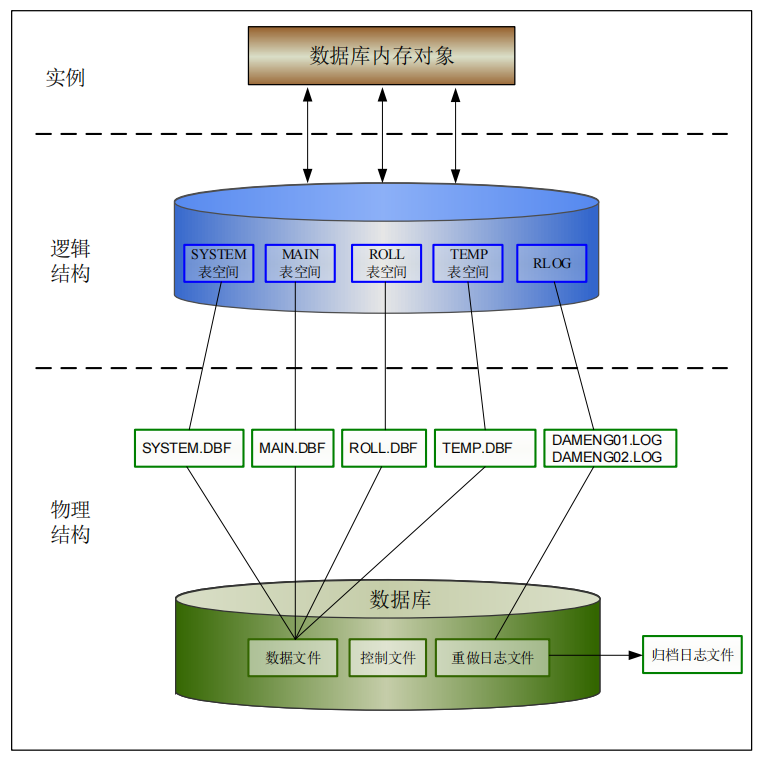 数据库内存对象
实例
逻辑
结构
SYSTEM
表空间
MAIN
表空间
ROLL
表空间
TEMP
表空间
RLOG
SYSTEM.DBF
MAIN.DBF
ROLL.DBF
TEMP.DBF
DAMENG01.LOG
DAMENG02.LOG
物理
结构
数据库
数据文件
控制文件
重做日志文件
归档日志文件